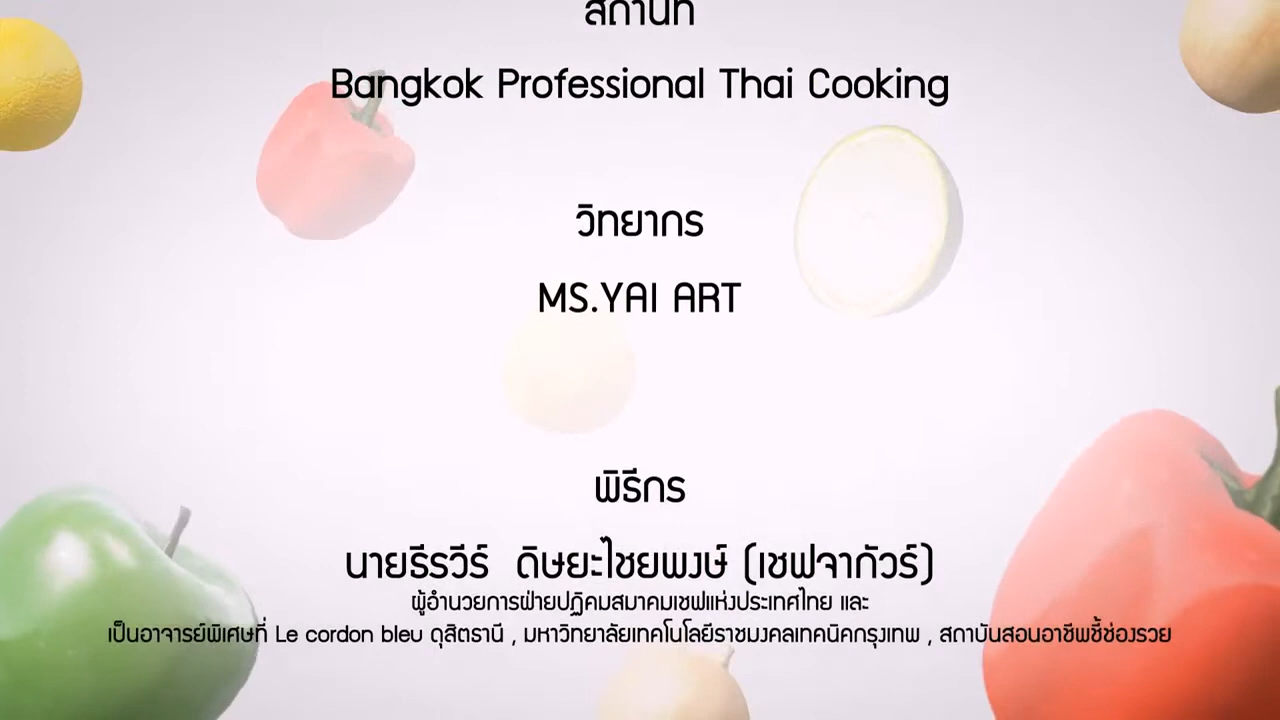 สถานที่
Bangkok Professional Thai Cooking
วิทยากร
MS.YAI ART
พิธีกร
นายธีรวีร์ ดิษยะไชยพงษ์ (เชฟจากัวร์)
ผู้อำนวยการฝ่ายปฏิคมสมาคมเชฟแห่งประเทศไทย และ
เป็นอาจารย์พิเศษที่ Le cordon bleu ดุสิตธานี , มหาวิทยาลัยเทคโนโลยีราชมงคลเทคนิคกรุงเทพ , สถาบันสอนอาชีพชี้ช่องรวย